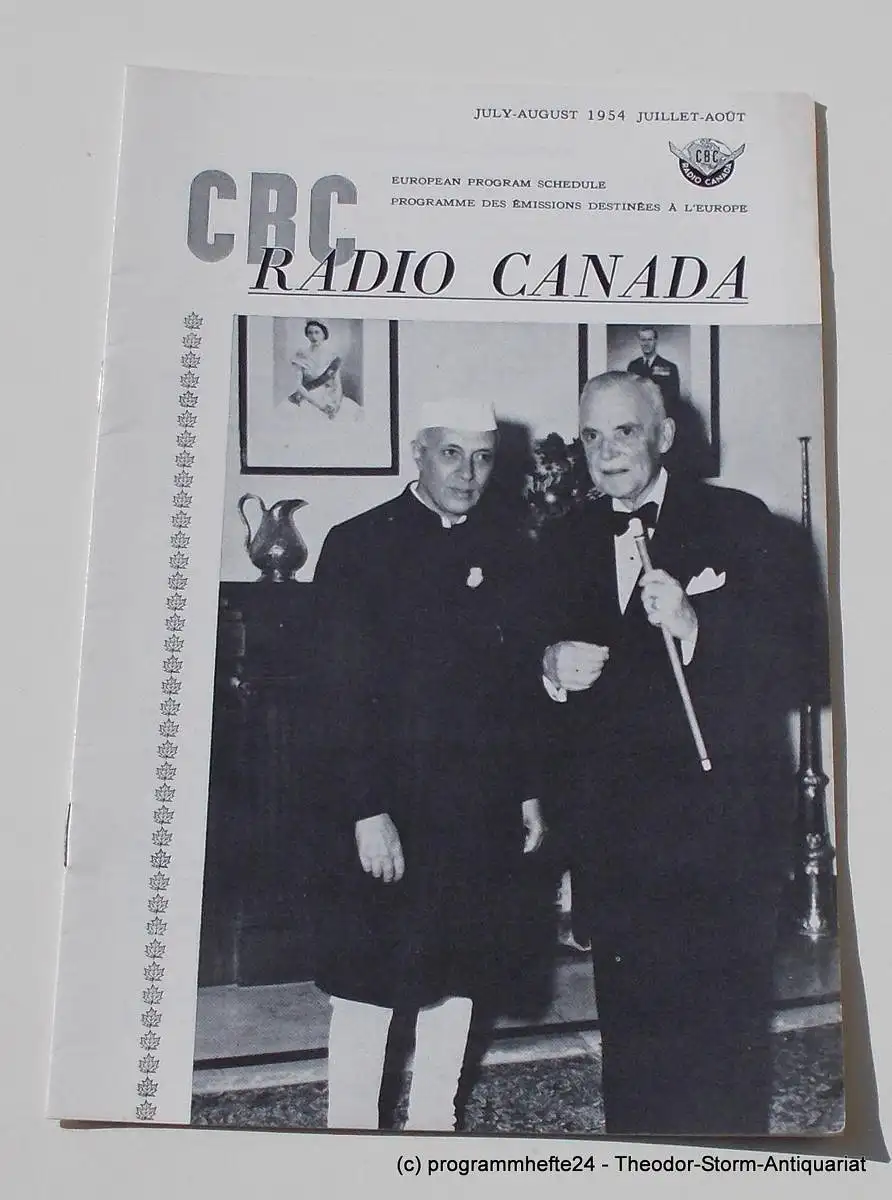 JULY-AUGUST 1954 JUILLET-AOÛT
CBC
RADIO CANADA
CBC
EUROPEAN PROGRAM SCHEDULE
PROGRAMME DES ÉMISSIONS DESTINÉES À L'EUROPE
RADIO CANADA
(c) programmhefte24 - Theodor-Storm-Antiquariat